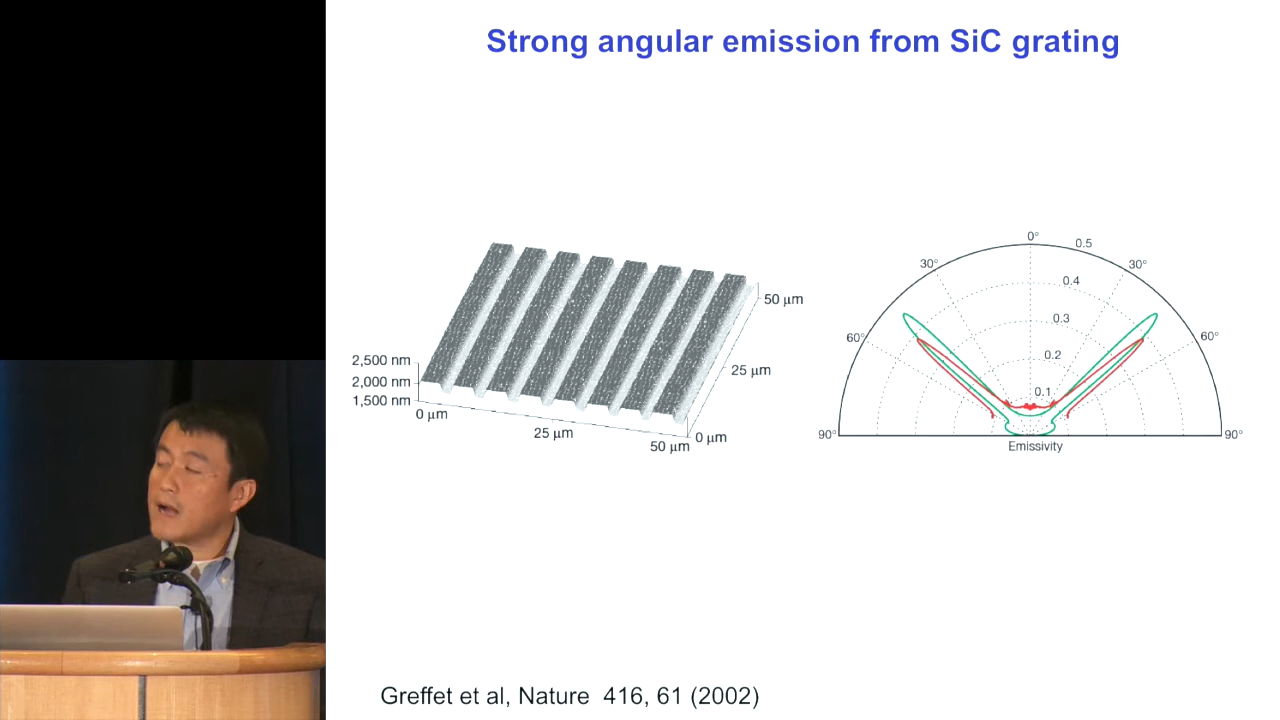 Strong angular emission from SiC grating
2,500 nm
2,000 nm
1,500 nm
0 µm
25 µm
50 µm
0 µm
25 µm
50 µm
0°
30°
30°
60°
60°
90°
90°
0.5
0.4
0.3
0.2
0.1
Emissivity
Greffet et al, Nature 416, 61 (2002)